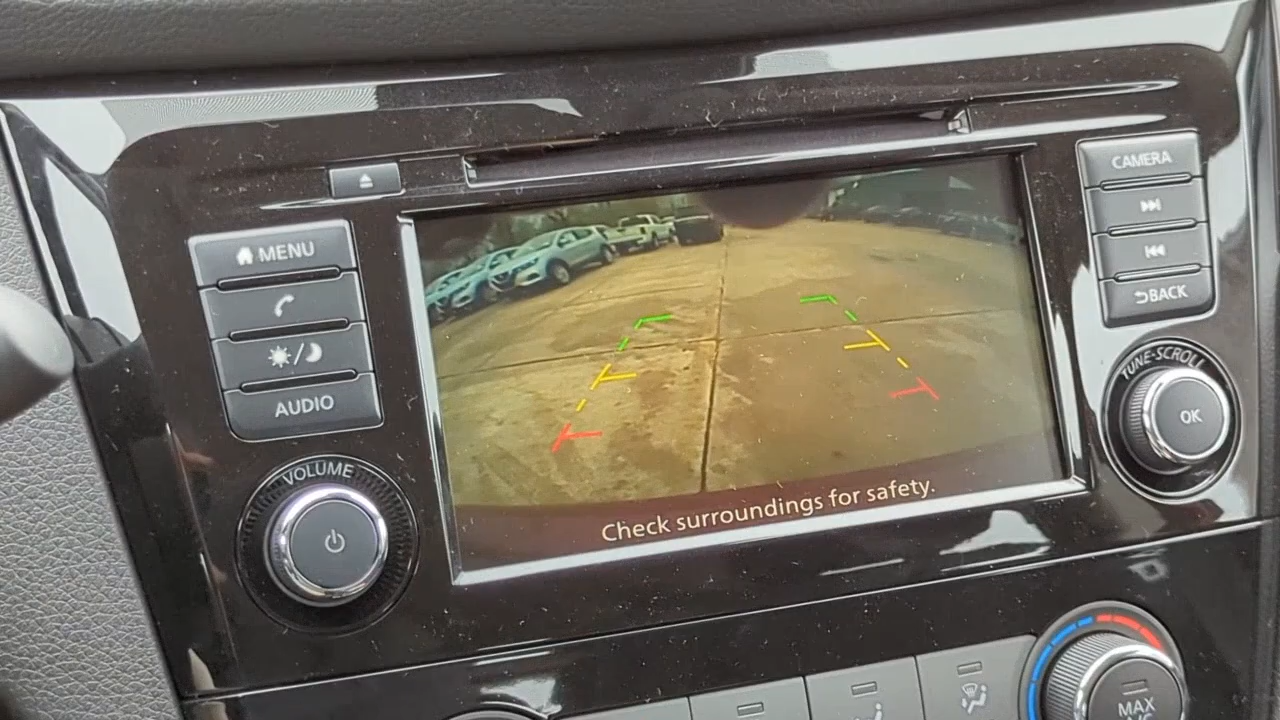 MENU
AUDIO
VOLUME
CAMERA
BACK
TUNE·SCROLL
OK
Check surroundings for safety.
MAX